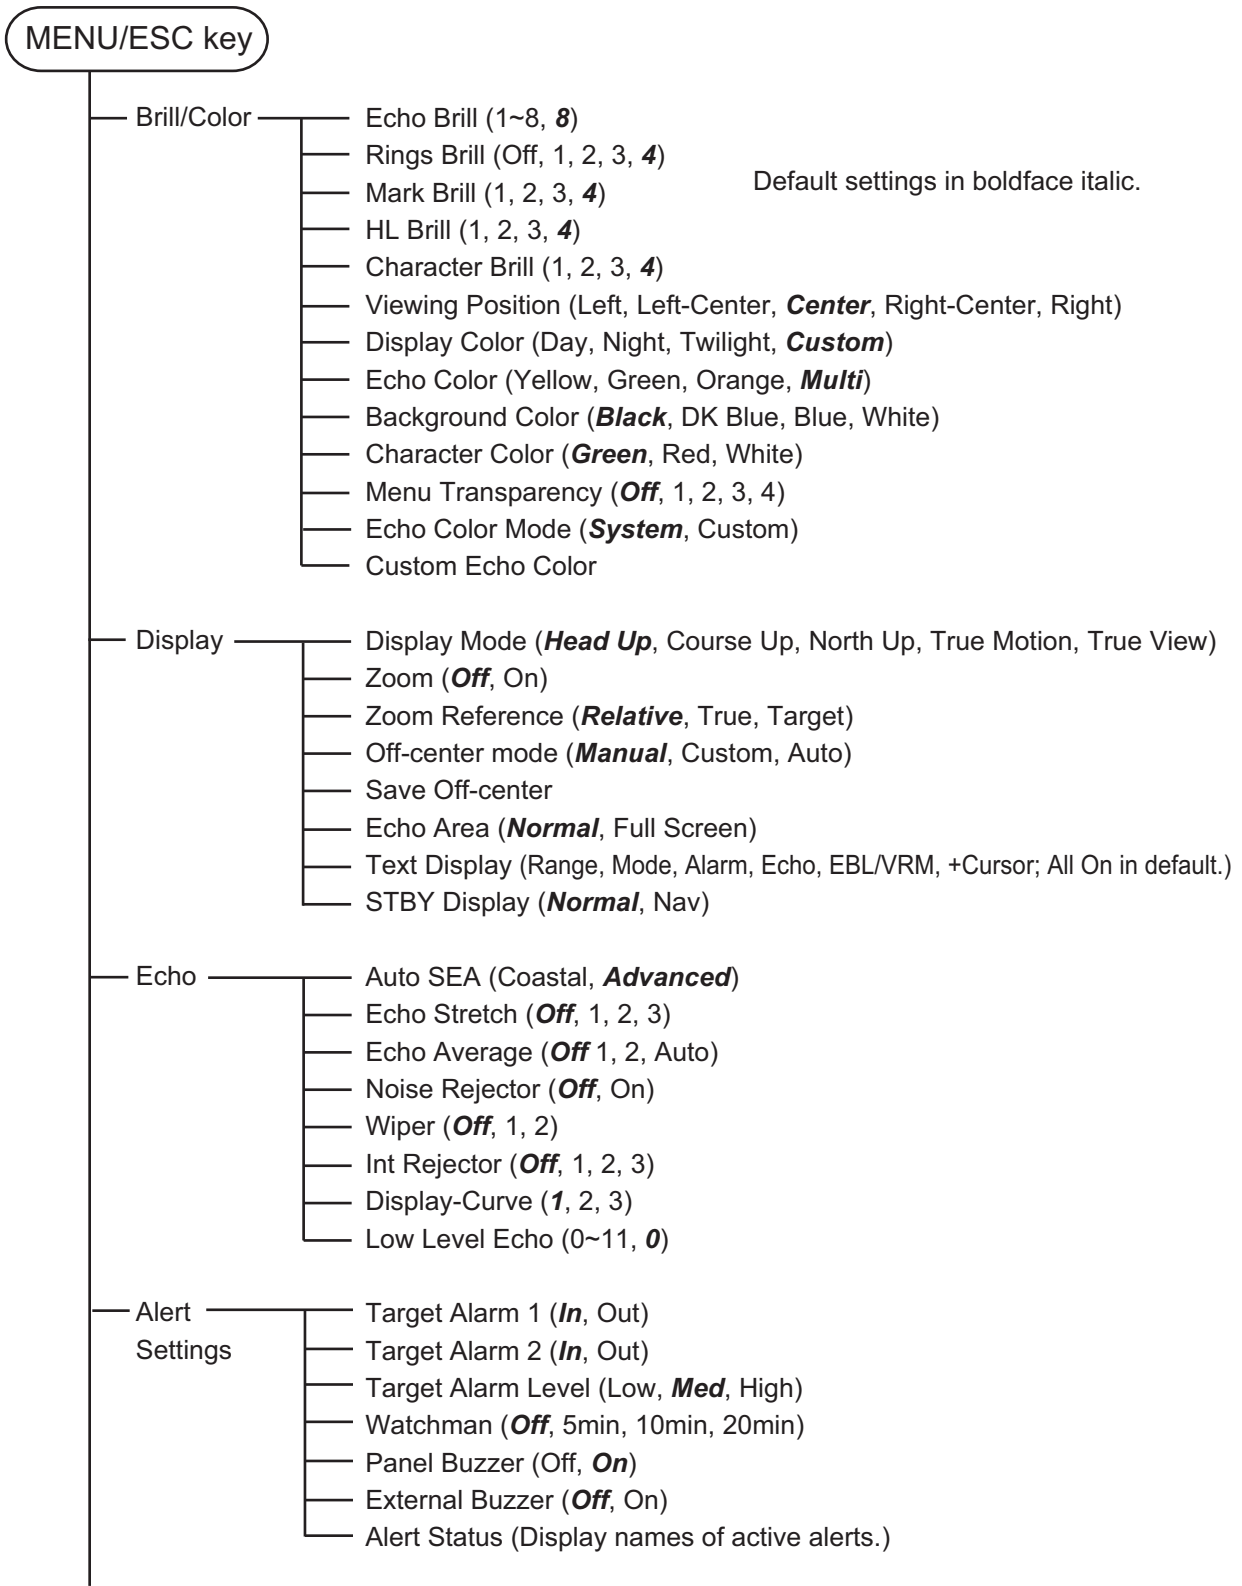 MENU/ESC key
Brill/Color
Echo Brill (1~8, 8)
Rings Brill (Off, 1, 2, 3, 4)
Default settings in boldface italic.
Mark Brill (1, 2, 3, 4)
HL Brill (1, 2, 3, 4)
Character Brill (1, 2, 3, 4)
Viewing Position (Left, Left-Center, Center, Right-Center, Right)
Display Color (Day, Night, Twilight, Custom)
Echo Color (Yellow, Green, Orange, Multi)
Background Color (Black, DK Blue, Blue, White)
Character Color (Green, Red, White)
Menu Transparency (Off, 1, 2, 3, 4)
Echo Color Mode (System, Custom)
Custom Echo Color
Display
Display Mode (Head Up, Course Up, North Up, True Motion, True View)
Zoom (Off, On)
Zoom Reference (Relative, True, Target)
Off-center mode (Manual, Custom, Auto)
Save Off-center
Echo Area (Normal, Full Screen)
Text Display (Range, Mode, Alarm, Echo, EBL/VRM, +Cursor; All On in default.)
STBY Display (Normal, Nav)
Echo
Auto SEA (Coastal, Advanced)
Echo Stretch (Off, 1, 2, 3)
Echo Average (Off 1, 2, Auto)
Noise Rejector (Off, On)
Wiper (Off, 1, 2)
Int Rejector (Off, 1, 2, 3)
Display-Curve (1, 2, 3)
Low Level Echo (0~11, 0)
Alert
Settings
Target Alarm 1 (In, Out)
Target Alarm 2 (In, Out)
Target Alarm Level (Low, Med, High)
Watchman (Off, 5min, 10min, 20min)
Panel Buzzer (Off, On)
External Buzzer (Off, On)
Alert Status (Display names of active alerts.)